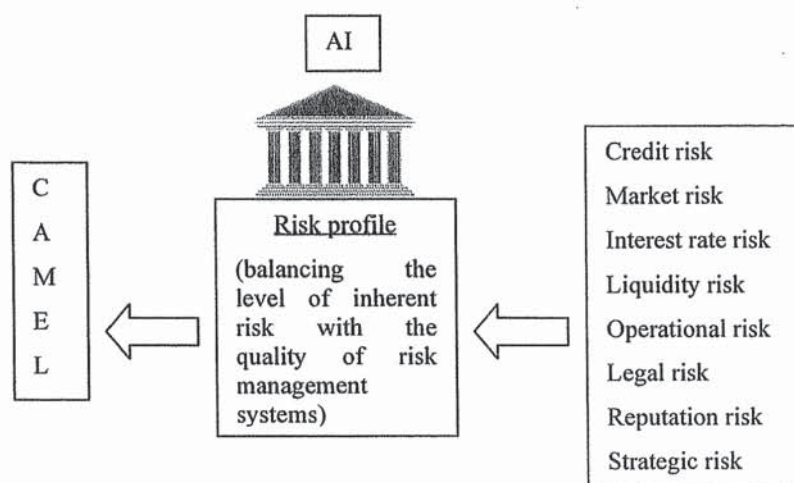 AI
C
A
M
E
L
Risk profile
(balancing the
level of inherent
risk with the
quality of risk
management
systems)
Credit risk
Market risk
Interest rate risk
Liquidity risk
Operational risk
Legal risk
Reputation risk
Strategic risk